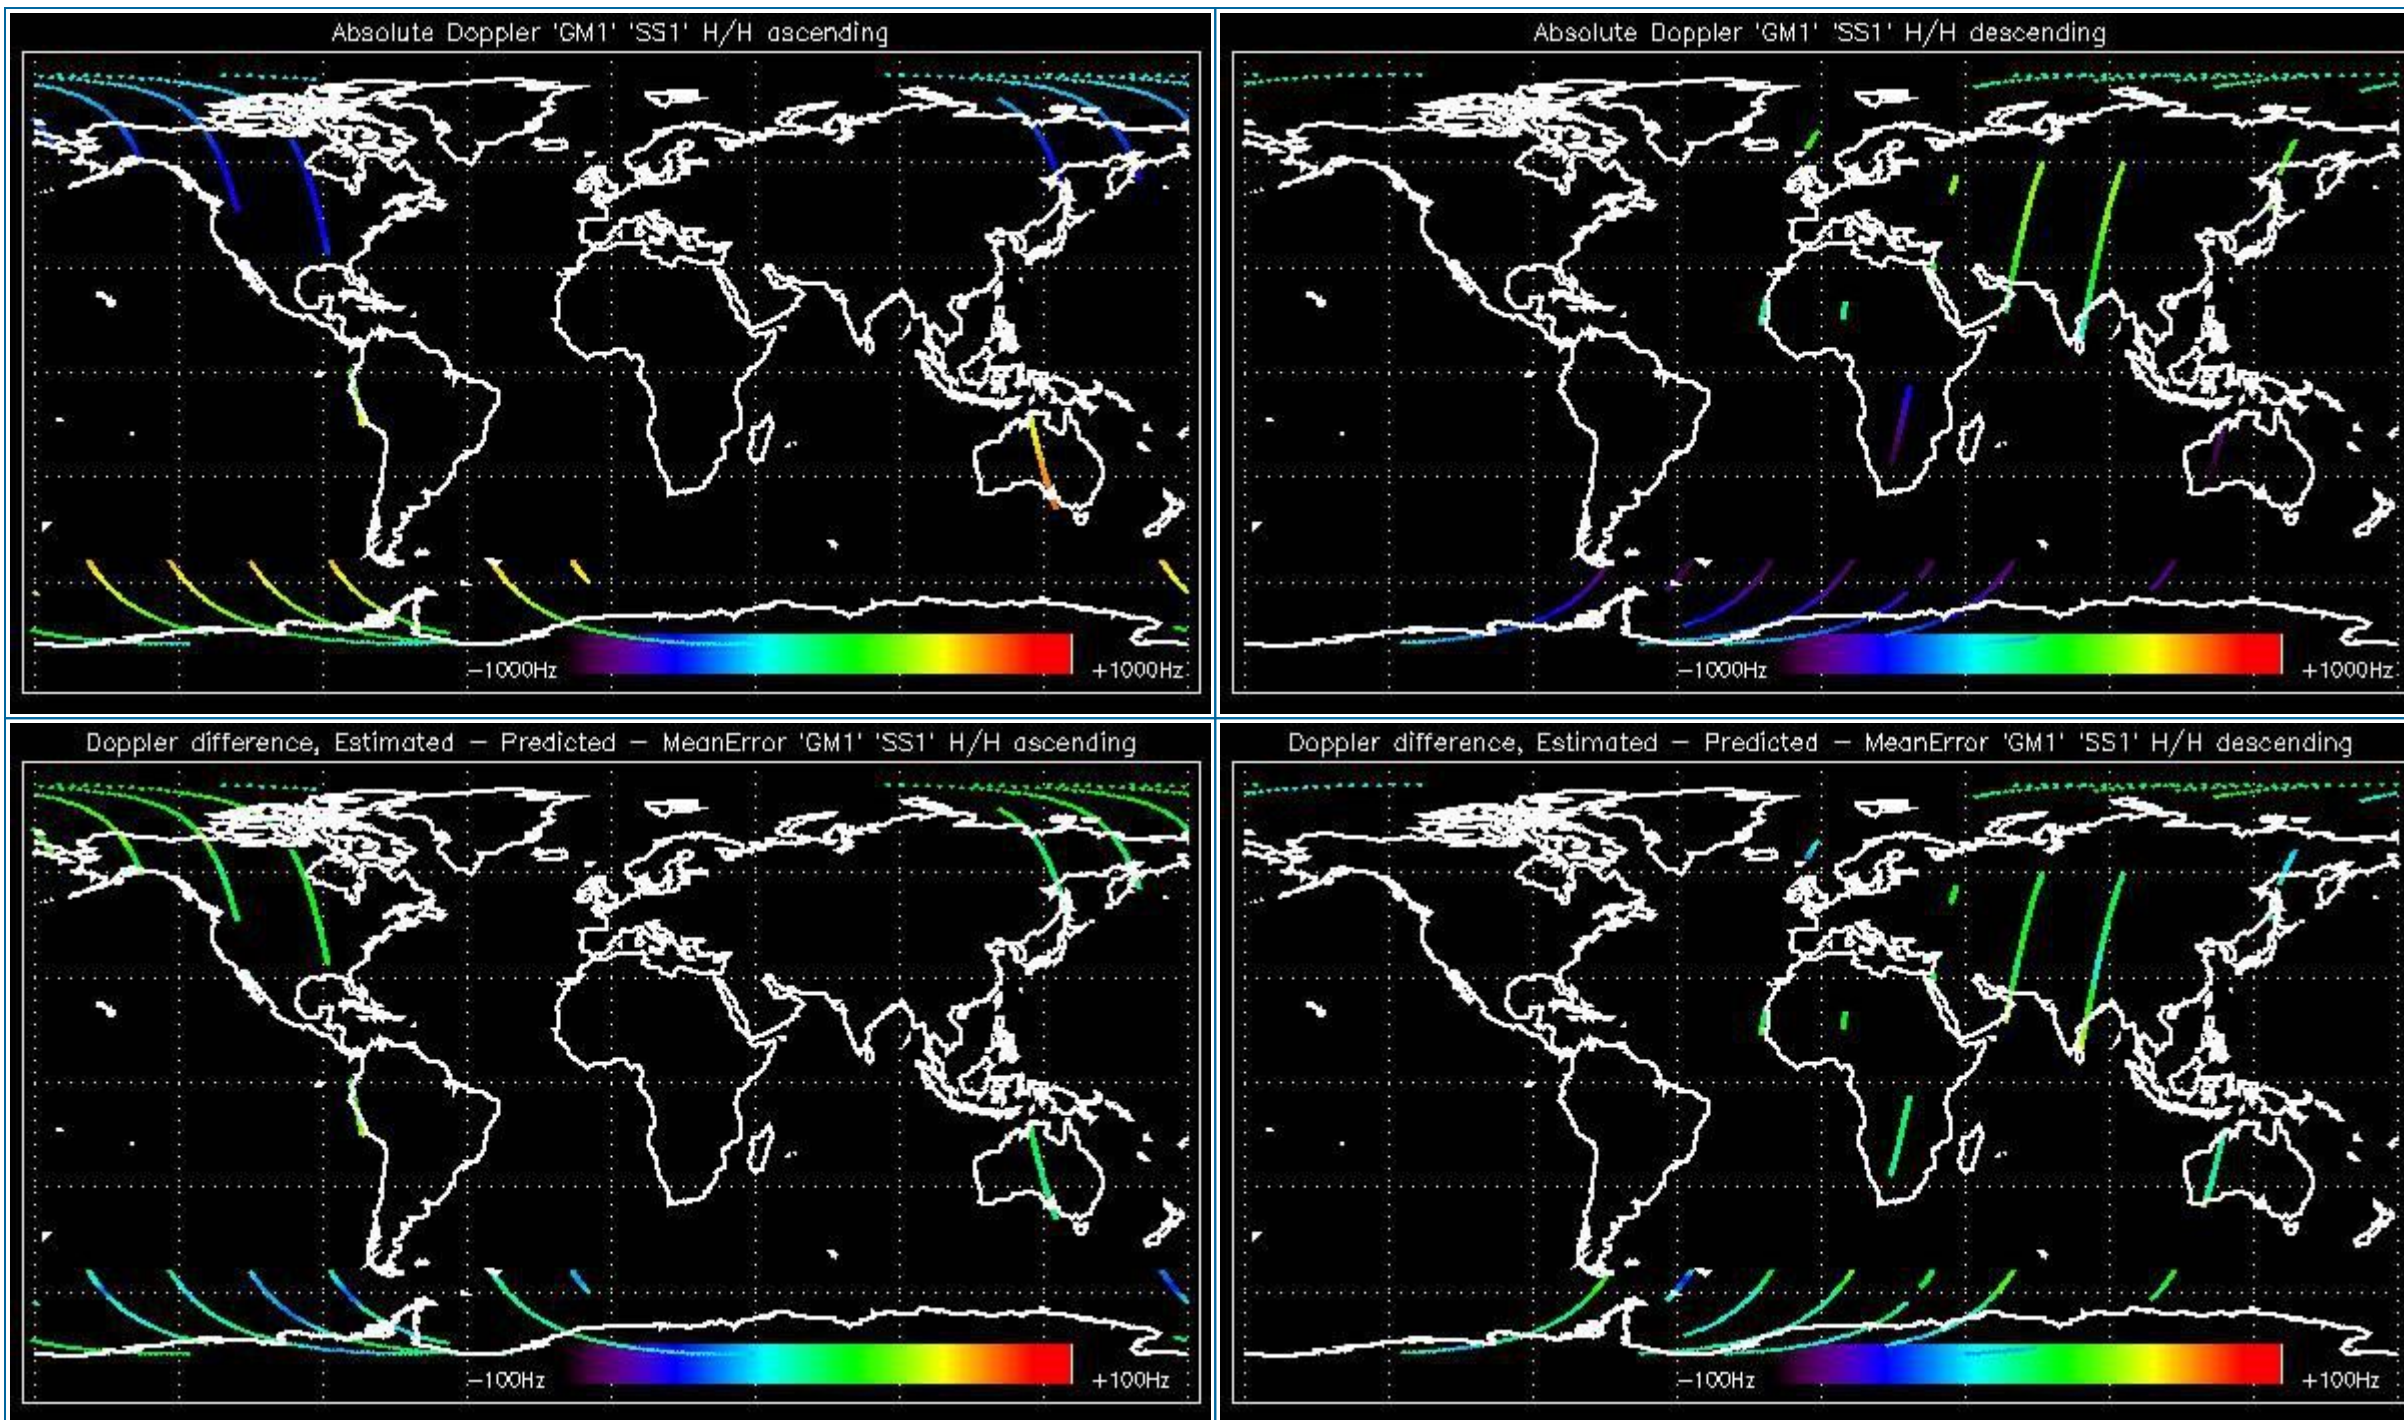 Absolute Doppler 'GM1' 'SS1' H/H ascending
−1000Hz
+1000Hz
Absolute Doppler 'GM1' 'SS1' H/H descending
−1000Hz
+1000Hz
Doppler difference, Estimated − Predicted − MeanError 'GM1' 'SS1' H/H ascending
−100Hz
+100Hz
Doppler difference, Estimated − Predicted − MeanError 'GM1' 'SS1' H/H descending
−100Hz
+100Hz